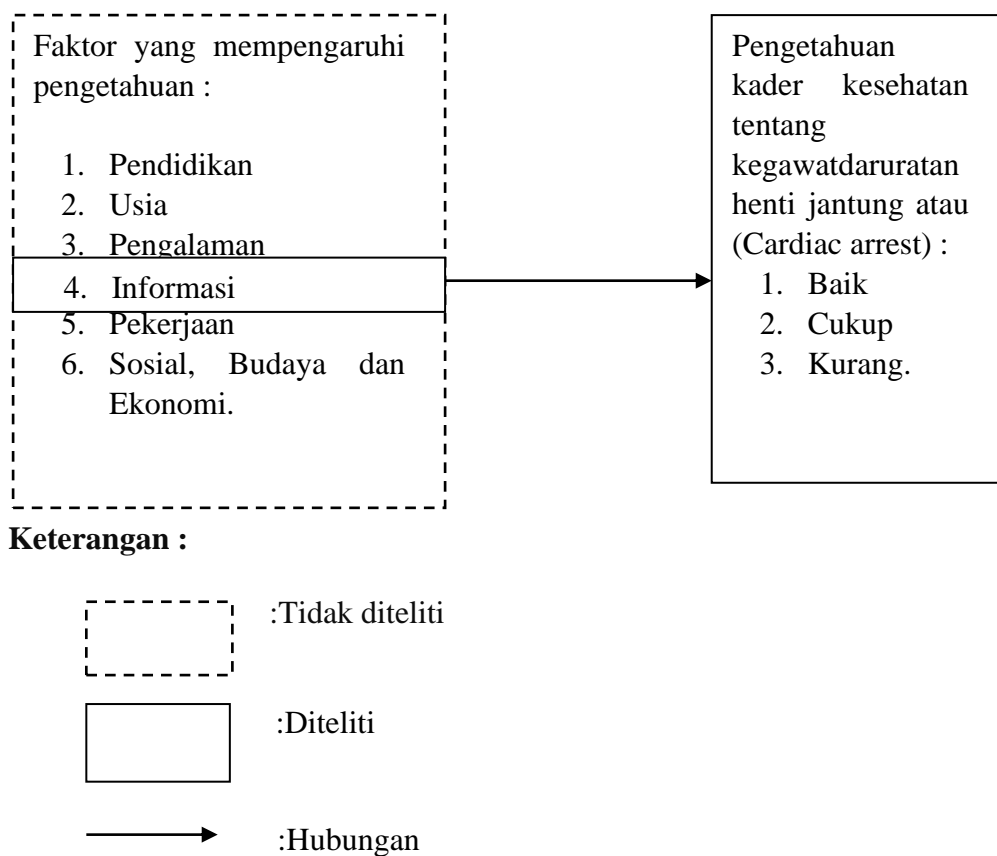 Faktor yang mempengaruhi
pengetahuan :
1. Pendidikan
2. Usia
3. Pengalaman
4. Informasi
5. Pekerjaan
6. Sosial, Budaya dan
Ekonomi.
Pengetahuan
kader kesehatan
tentang
kegawatdaruratan
henti jantung atau
(Cardiac arrest) :
1. Baik
2. Cukup
3. Kurang.
Keterangan :
:Tidak diteliti
:Diteliti
:Hubungan